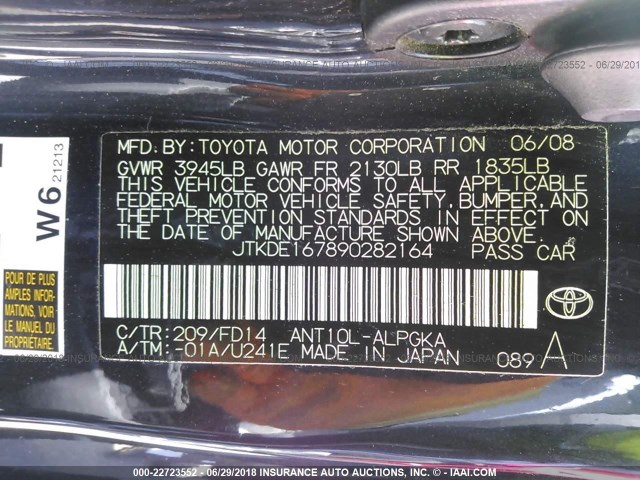 MFD. BY: TOYOTA MOTOR CORPORATION 06/08
GVWR 3945LB GAWR FR 2130LB RR 1835LB
THIS VEHICLE CONFORMS TO ALL APPLICABLE
FEDERAL MOTOR VEHICLE SAFETY, BUMPER, AND
THEFT PREVENTION STANDARDS IN EFFECT ON
THE DATE OF MANUFACTURE SHOWN ABOVE.
JTKDE167890282164 PASS CAR
C/TR: 209/FD14 ANT10L-ALPGKA
A/TM: -01A/U241E MADE IN JAPAN 089 A
W6 21213
FOR DE PLUS
AMPLES
INFORMATIONS,
VOIR
LE MANUEL DU
PROPRIÉTAIRE
000-22723552 - 06/29/2018 INSURANCE AUTO AUCTIONS, INC. - IAAI.COM